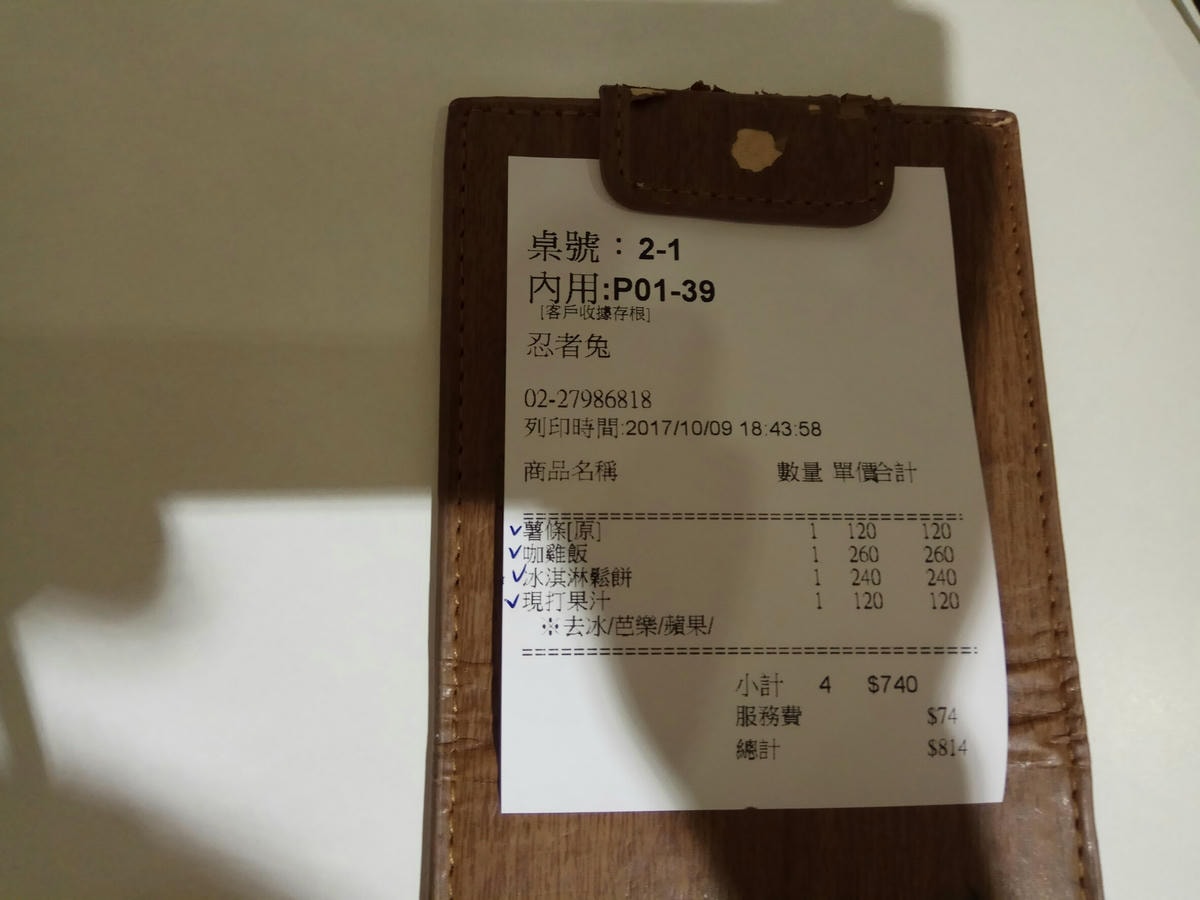 桌號：2-1
內用:P01-39
[客戶收據存根]
忍者兔
02-27986818
列印時間:2017/10/09 18:43:58
商品名稱 數量 單價合計
薯條[原] 1 120 120
咖雞飯 1 260 260
冰淇淋鬆餅 1 240 240
現打果汁 1 120 120
※去冰/芭樂/蘋果/
小計 4 $740
服務費 $74
總計 $814